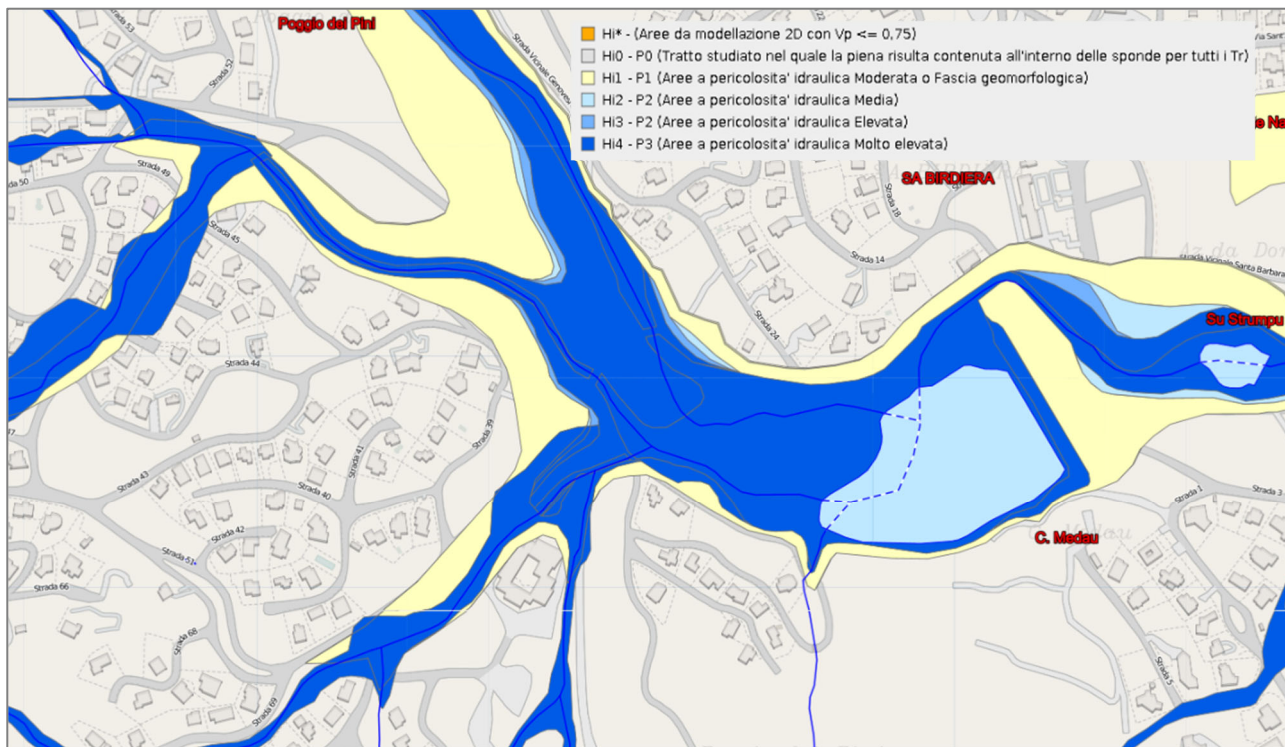 Poggio dei Pini
Hi* - (Aree da modellazione 2D con Vp <= 0,75)
Hi0 - P0 (Tratto studiato nel quale la piena risulta contenuta all'interno delle sponde per tutti i Tr)
Hi1 - P1 (Aree a pericolosita' idraulica Moderata o Fascia geomorfologica)
Hi2 - P2 (Aree a pericolosita' idraulica Media)
Hi3 - P2 (Aree a pericolosita' idraulica Elevata)
Hi4 - P3 (Aree a pericolosita' idraulica Molto elevata)
Strada 53
Strada 52
Strada Vicinale Genovesi
Strada 49
SA BIRDIERA
Strada 18
Strada 45
Strada 14
Az da Do
Strada Vicinale Santa Barbara
Su Strumpu
Strada 24
Strada 44
Strada 39
Strada 41
Strada 43
Strada 40
Strada 1
Strada 3
Strada 42
C. Medau
Strada 51
Strada 66
Strada 68
Strada 5
Strada 69